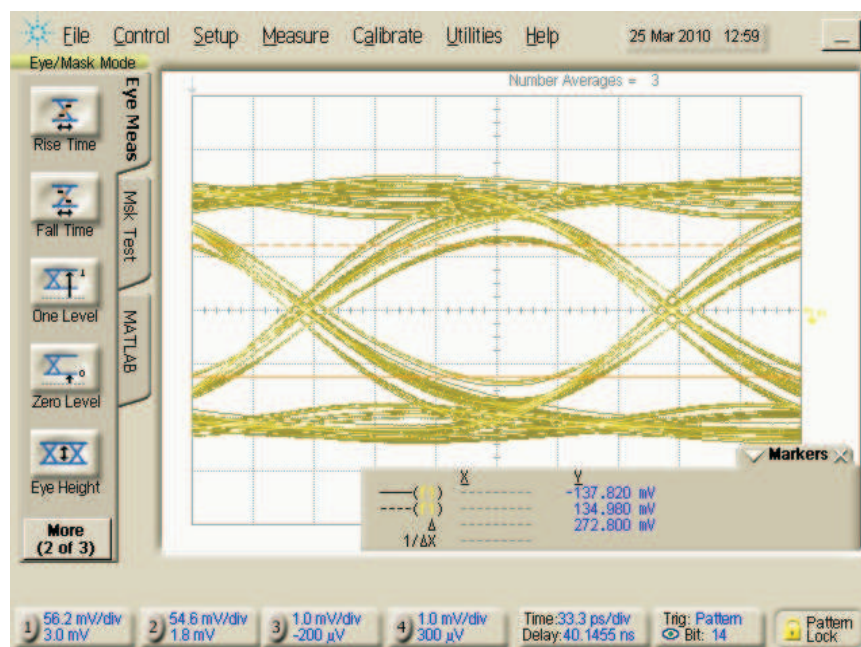 File Control Setup Measure Calibrate Utilities Help 25 Mar 2010 12:59
Eye/Mask Mode
Number Averages = 3
Eye Meas
Msk Test
MATLAB
Rise Time
Fall Time
One Level
Zero Level
Eye Height
More
(2 of 3)
Markers
X Y
-137.820 mV
134.980 mV
Δ 272.800 mV
1/ΔX
1 56.2 mV/div
3.0 mV
2 54.6 mV/div
1.8 mV
3 1.0 mV/div
-200 µV
4 1.0 mV/div
300 µV
Time:33.3 ps/div
Delay:40.1455 ns
Trig: Pattern
Bit: 14
Pattern
Lock